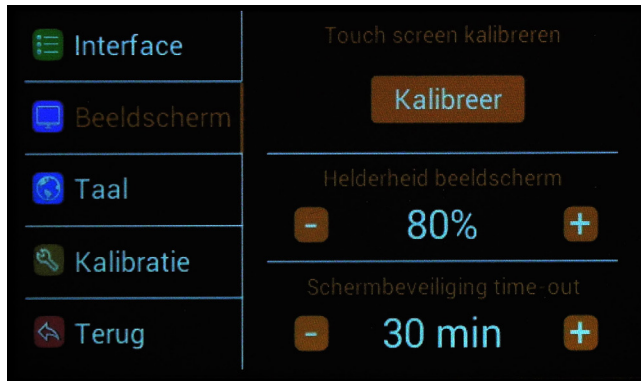 Interface
Beeldscherm
Taal
Kalibratie
Terug
Touch screen kalibreren
Kalibreer
Helderheid beeldscherm
- 80% +
Schermbeveiliging time-out
- 30 min +